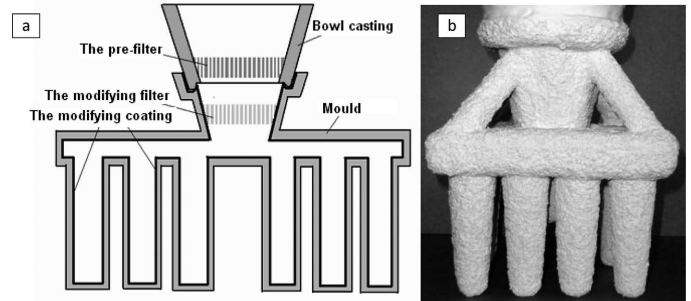 a
Bowl casting
The pre-filter
The modifying filter
The modifying coating
Mould
b